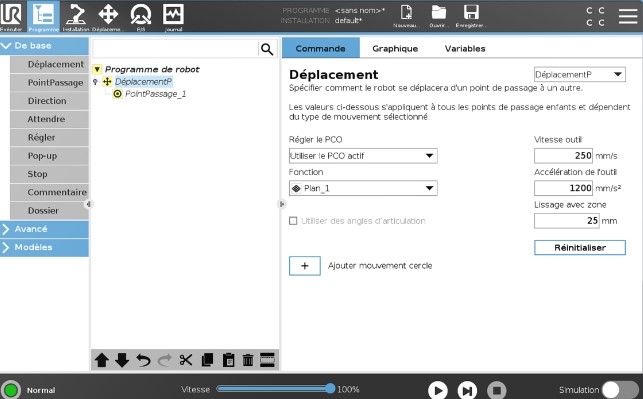 PROGRAMME <sans nom>*
INSTALLATION default*
Exécuter Programme Installation Déplaceme... E/S Journal Nouveau... Ouvrir... Enregistrer...
C C
C C
De base
Déplacement
PointPassage
Direction
Attendre
Régler
Pop-up
Stop
Commentaire
Dossier
Avancé
Modèles
Programme de robot
DéplacementP
PointPassage_1
Commande Graphique Variables
Déplacement
DéplacementP
Spécifier comment le robot se déplacera d'un point de passage à un autre.
Les valeurs ci-dessous s'appliquent à tous les points de passage enfants et dépendent
du type de mouvement sélectionné.
Régler le PCO
Utiliser le PCO actif
Fonction
Plan_1
Utiliser des angles d'articulation
Vitesse outil
250 mm/s
Accélération de l'outil
1200 mm/s²
Lissage avec zone
25 mm
Réinitialiser
+ Ajouter mouvement cercle
Normal
Vitesse 100%
Simulation